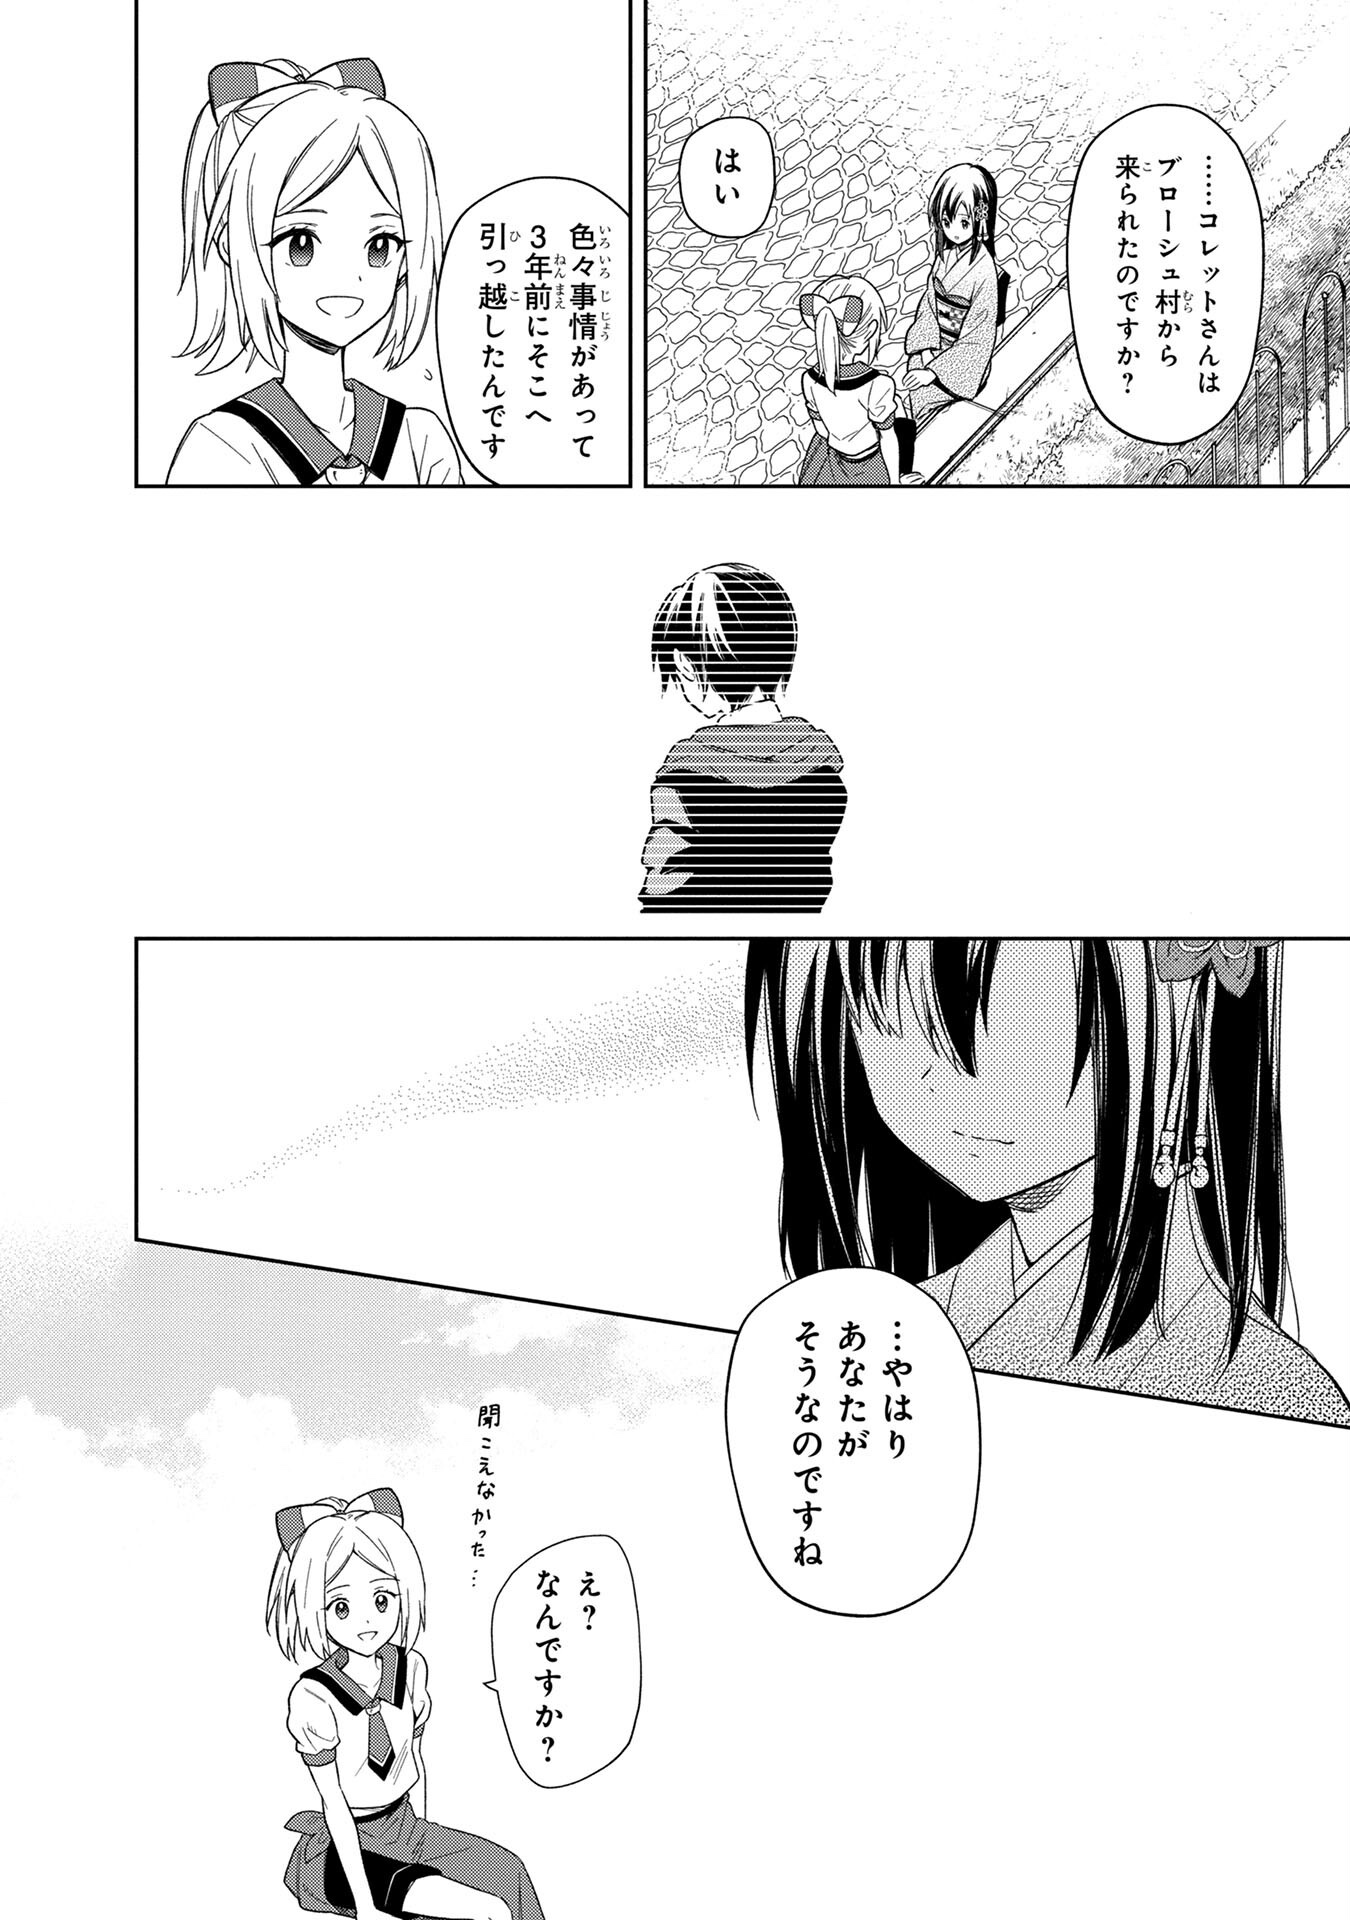 ……コレットさんは
ブローシュ村から
来られたのですか?
はい
色々事情があって
3年前にそこへ
引っ越したんです
…やはり
あなたが
そうなのですね
聞こえなかった…
え?
なんですか?